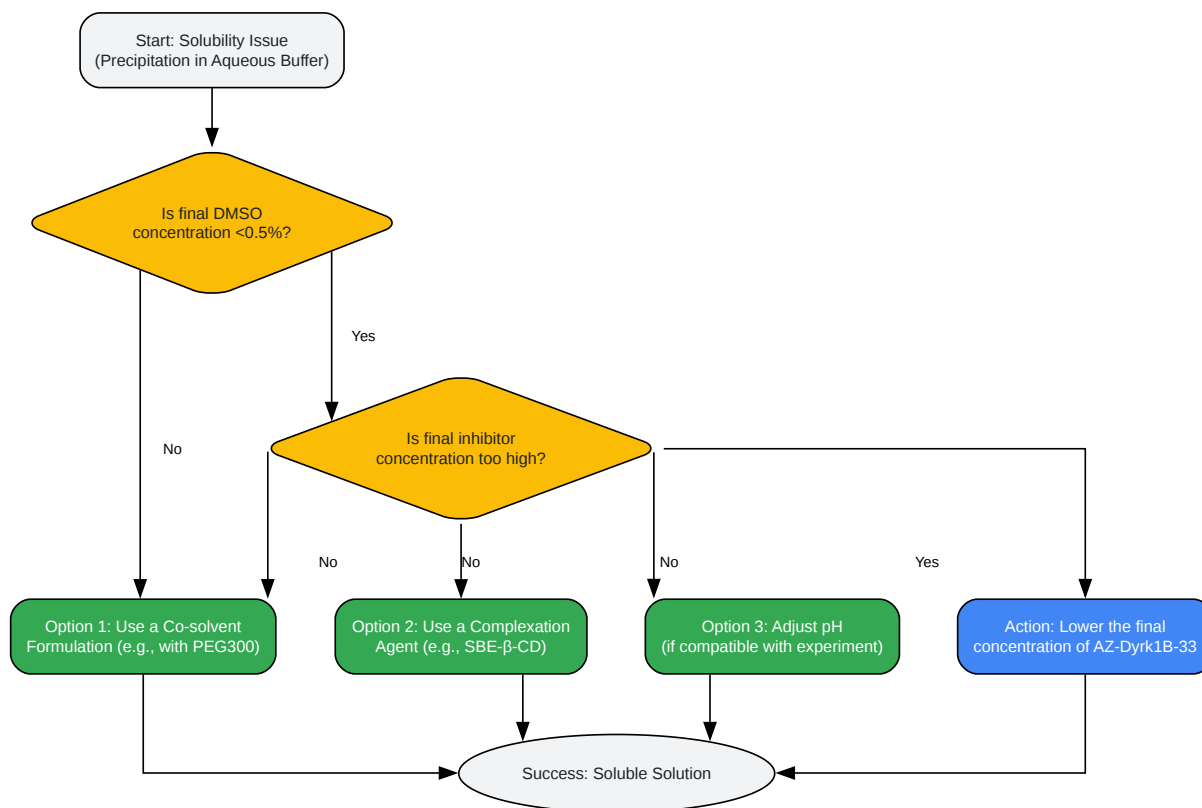 Start: Solubility Issue
(Precipitation in Aqueous Buffer)
Is final DMSO
concentration <0.5%?
Yes
Is final inhibitor
concentration too high?
No
No
No
No
Yes
Option 1: Use a Co-solvent
Formulation (e.g., with PEG300)
Option 2: Use a Complexation
Agent (e.g., SBE-β-CD)
Option 3: Adjust pH
(if compatible with experiment)
Action: Lower the final
concentration of AZ-Dyrk1B-33
Success: Soluble Solution